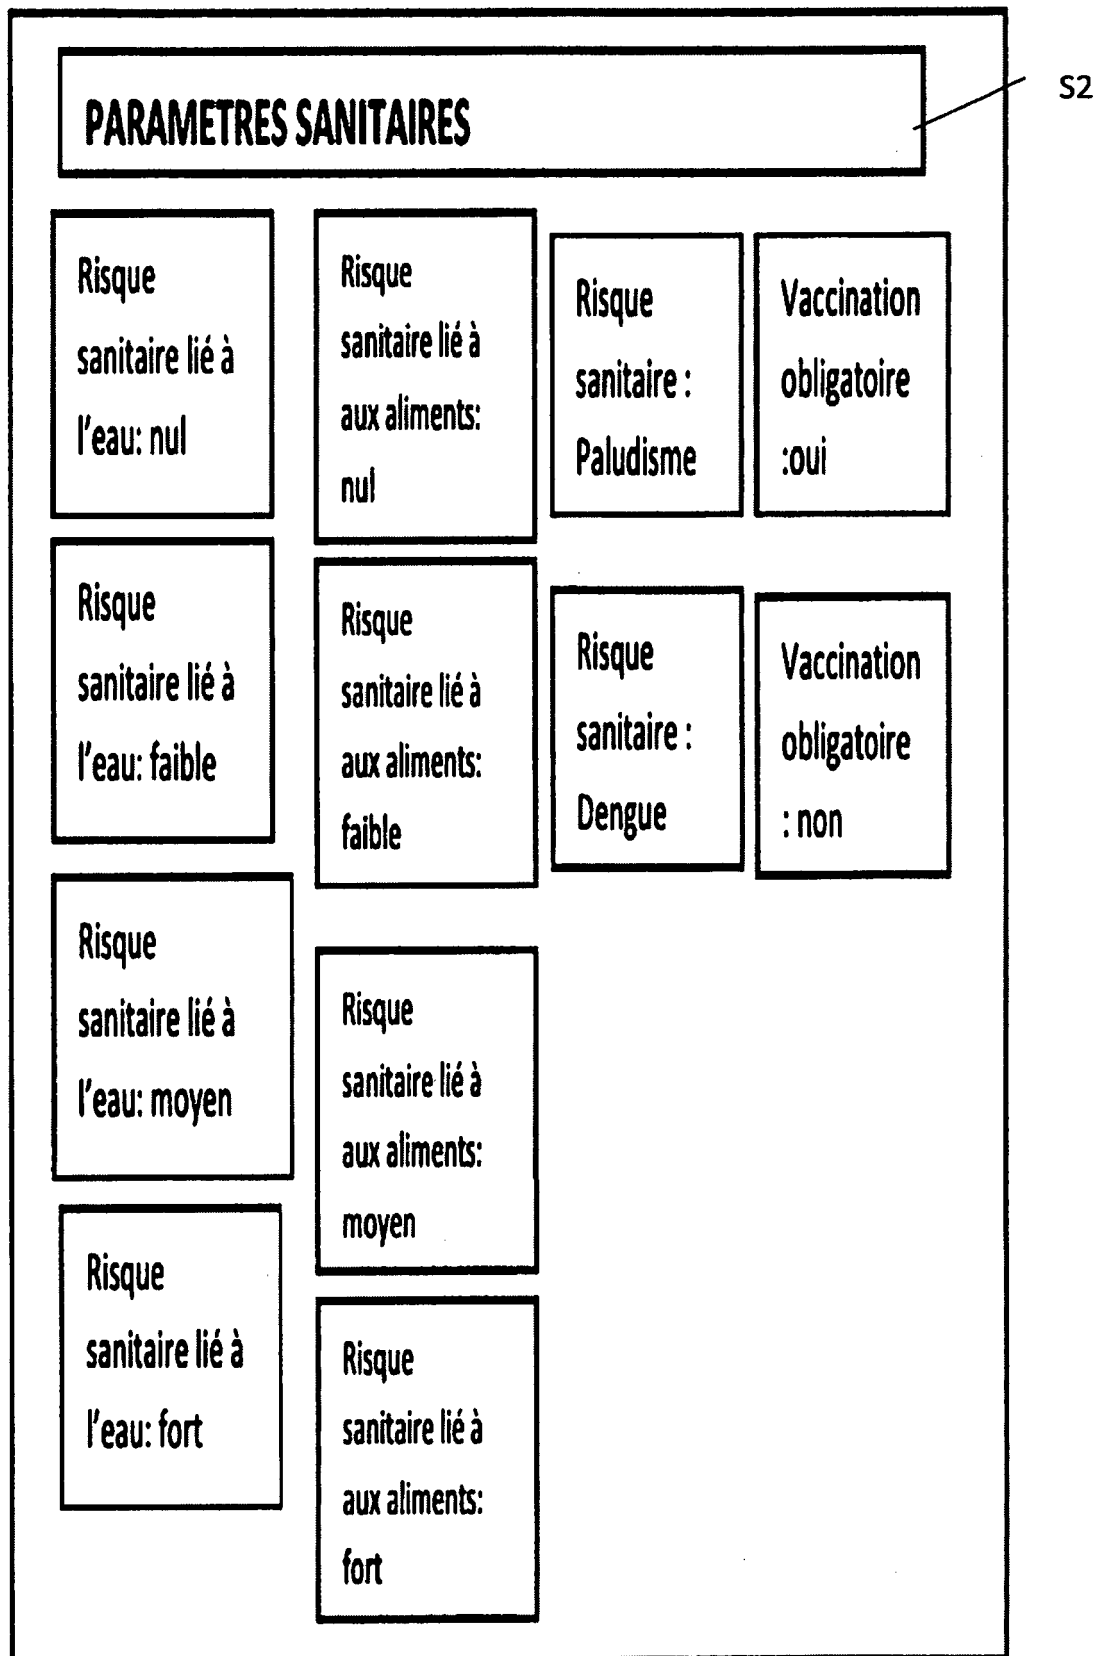 PARAMETRES SANITAIRES
S2
Risque
sanitaire lié à
l'eau: nul
Risque
sanitaire lié à
aux aliments:
nul
Risque
sanitaire :
Paludisme
Vaccination
obligatoire
:oui
Risque
sanitaire lié à
l'eau: faible
Risque
sanitaire lié à
aux aliments:
faible
Risque
sanitaire :
Dengue
Vaccination
obligatoire
: non
Risque
sanitaire lié à
l'eau: moyen
Risque
sanitaire lié à
aux aliments:
moyen
Risque
sanitaire lié à
l'eau: fort
Risque
sanitaire lié à
aux aliments:
fort